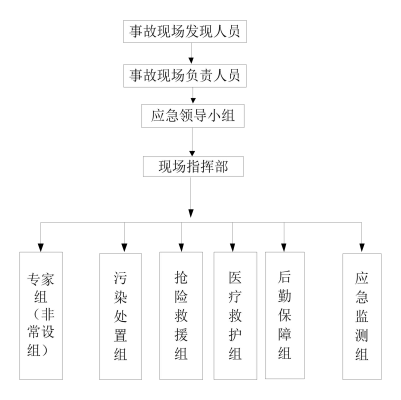 事故现场发现人员
事故现场负责人员
应急领导小组
现场指挥部
专家
组
（非
常设
组）
污染处置组
抢险救援组
医疗救护组
后勤保障组
应急监测组